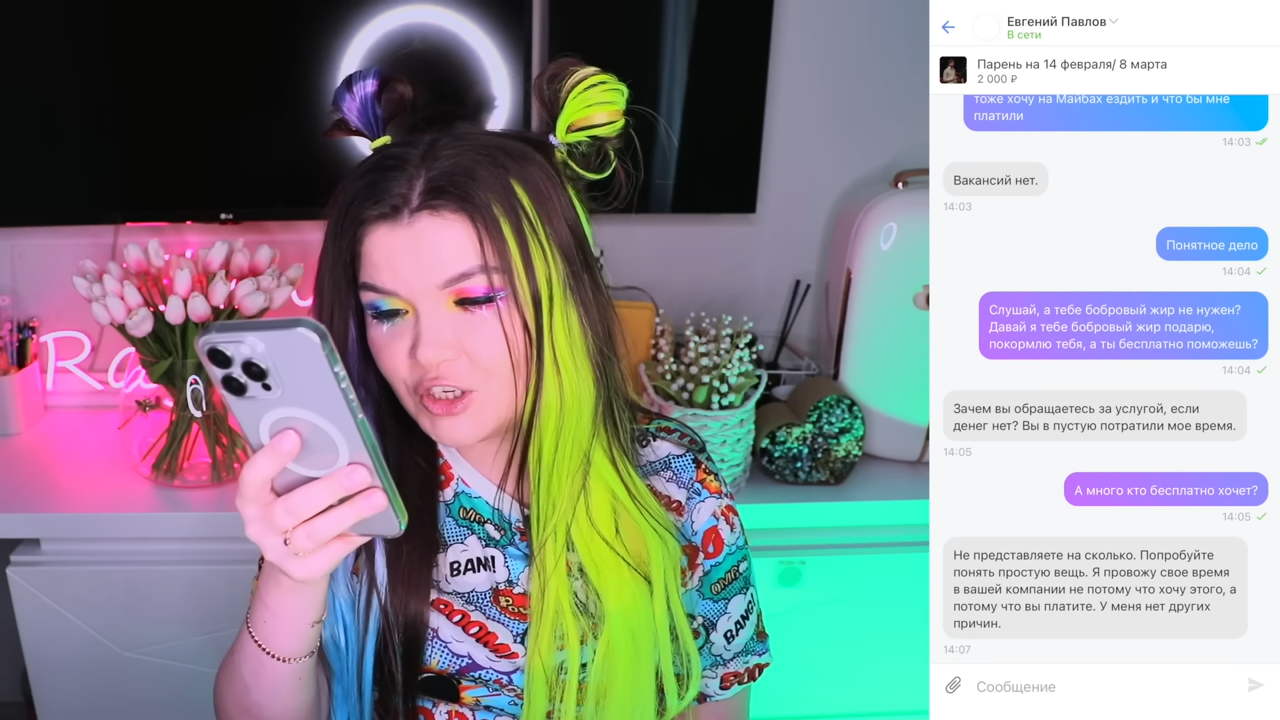 Евгений Павлов
В сети
Парень на 14 февраля/ 8 марта
2 000 ₽
тоже хочу на Майбах ездить и что бы мне
платили
14:03
Вакансий нет.
14:03
Понятное дело
14:04
Слушай, а тебе бобровый жир не нужен?
Давай я тебе бобровый жир подарю,
покормлю тебя, а ты бесплатно поможешь?
14:04
Зачем вы обращаетесь за услугой, если
денег нет? Вы в пустую потратили мое время.
14:05
А много кто бесплатно хочет?
14:05
Не представляете на сколько. Попробуйте
понять простую вещь. Я провожу свое время
в вашей компании не потому что хочу этого, а
потому что вы платите. У меня нет других
причин.
14:07
Сообщение
LG
Ra
BANG!
OMG!
BOOM!
BANG!